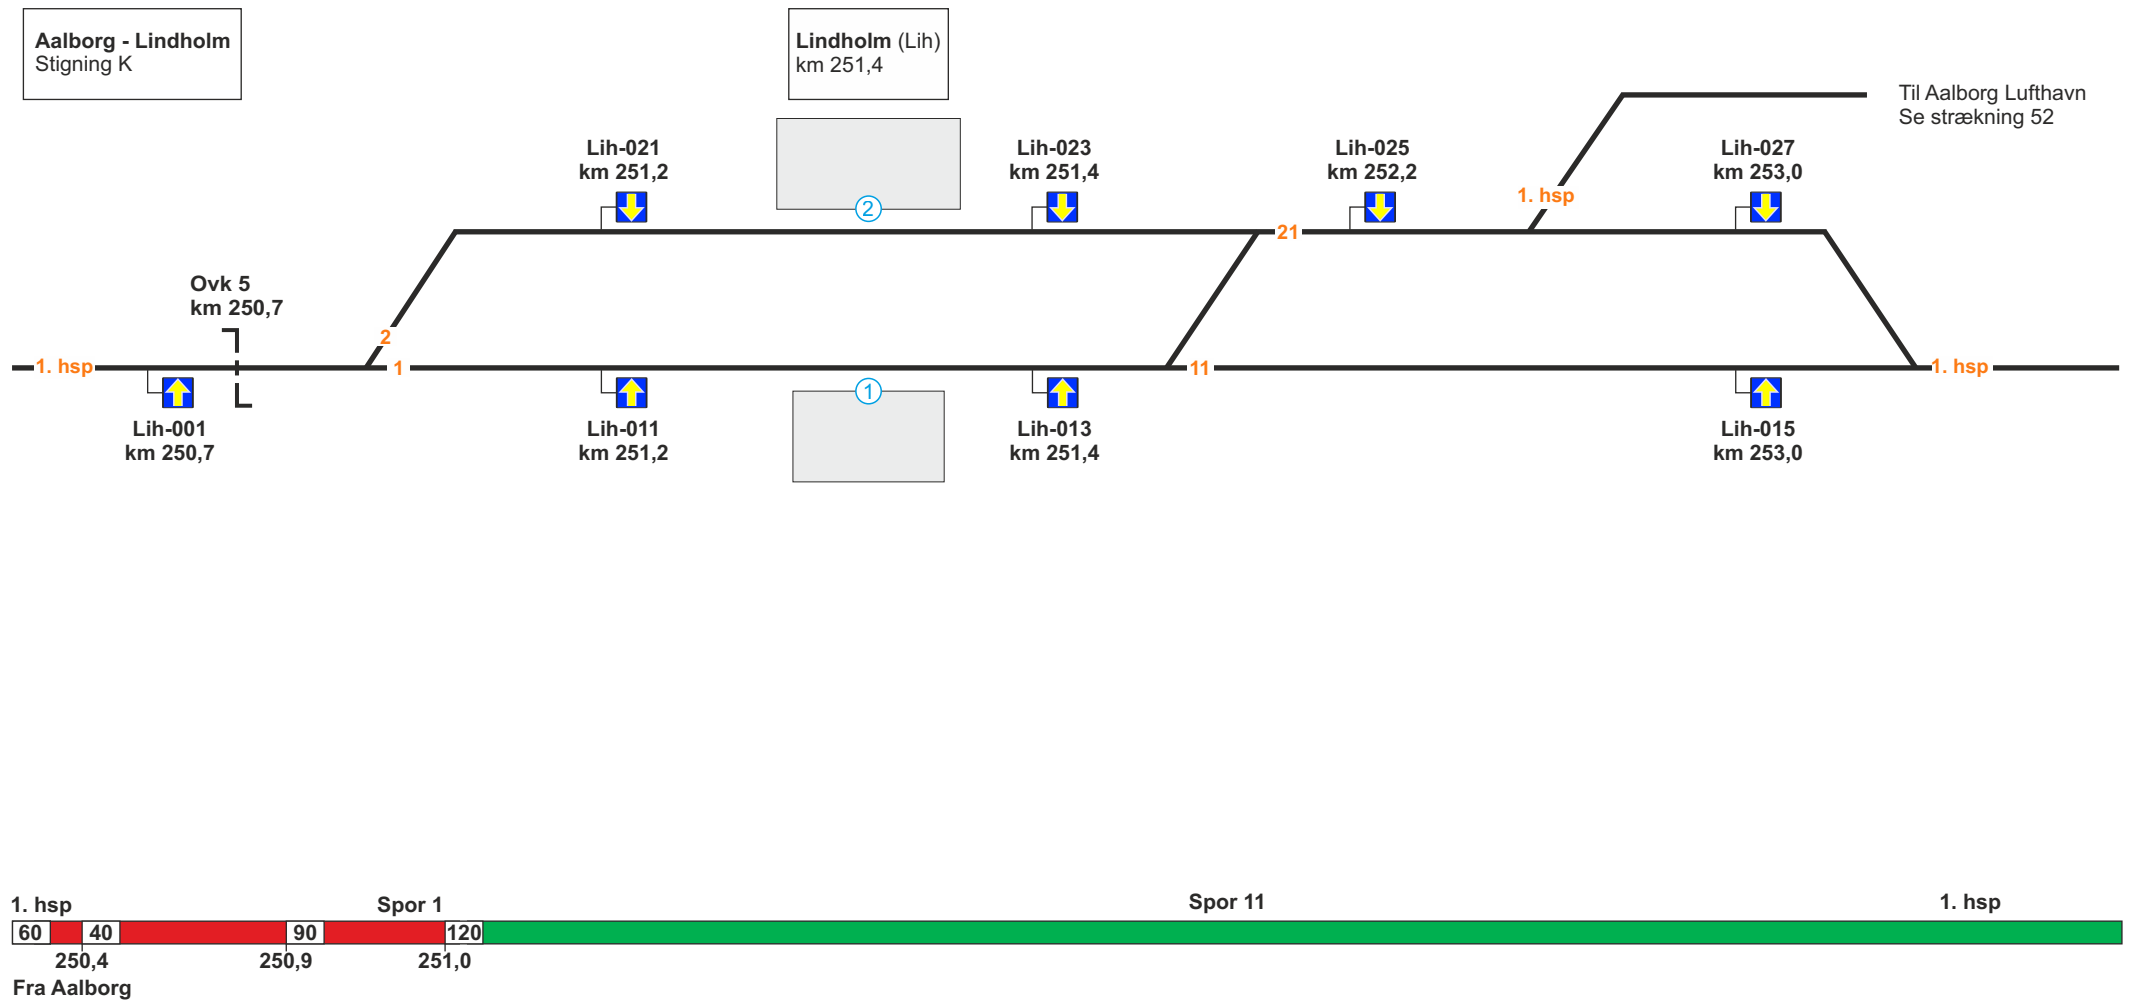 Aalborg - Lindholm
Stigning K
Lindholm (Lih)
km 251,4
Til Aalborg Lufthavn
Se strækning 52
Lih-021
km 251,2
Lih-023
km 251,4
Lih-025
km 252,2
Lih-027
km 253,0
1. hsp
2
21
Ovk 5
km 250,7
2
1. hsp
1
11
1. hsp
1
Lih-001
km 250,7
Lih-011
km 251,2
Lih-013
km 251,4
Lih-015
km 253,0
1. hsp
Spor 1
Spor 11
1. hsp
60
40
90
120
250,4
250,9
251,0
Fra Aalborg